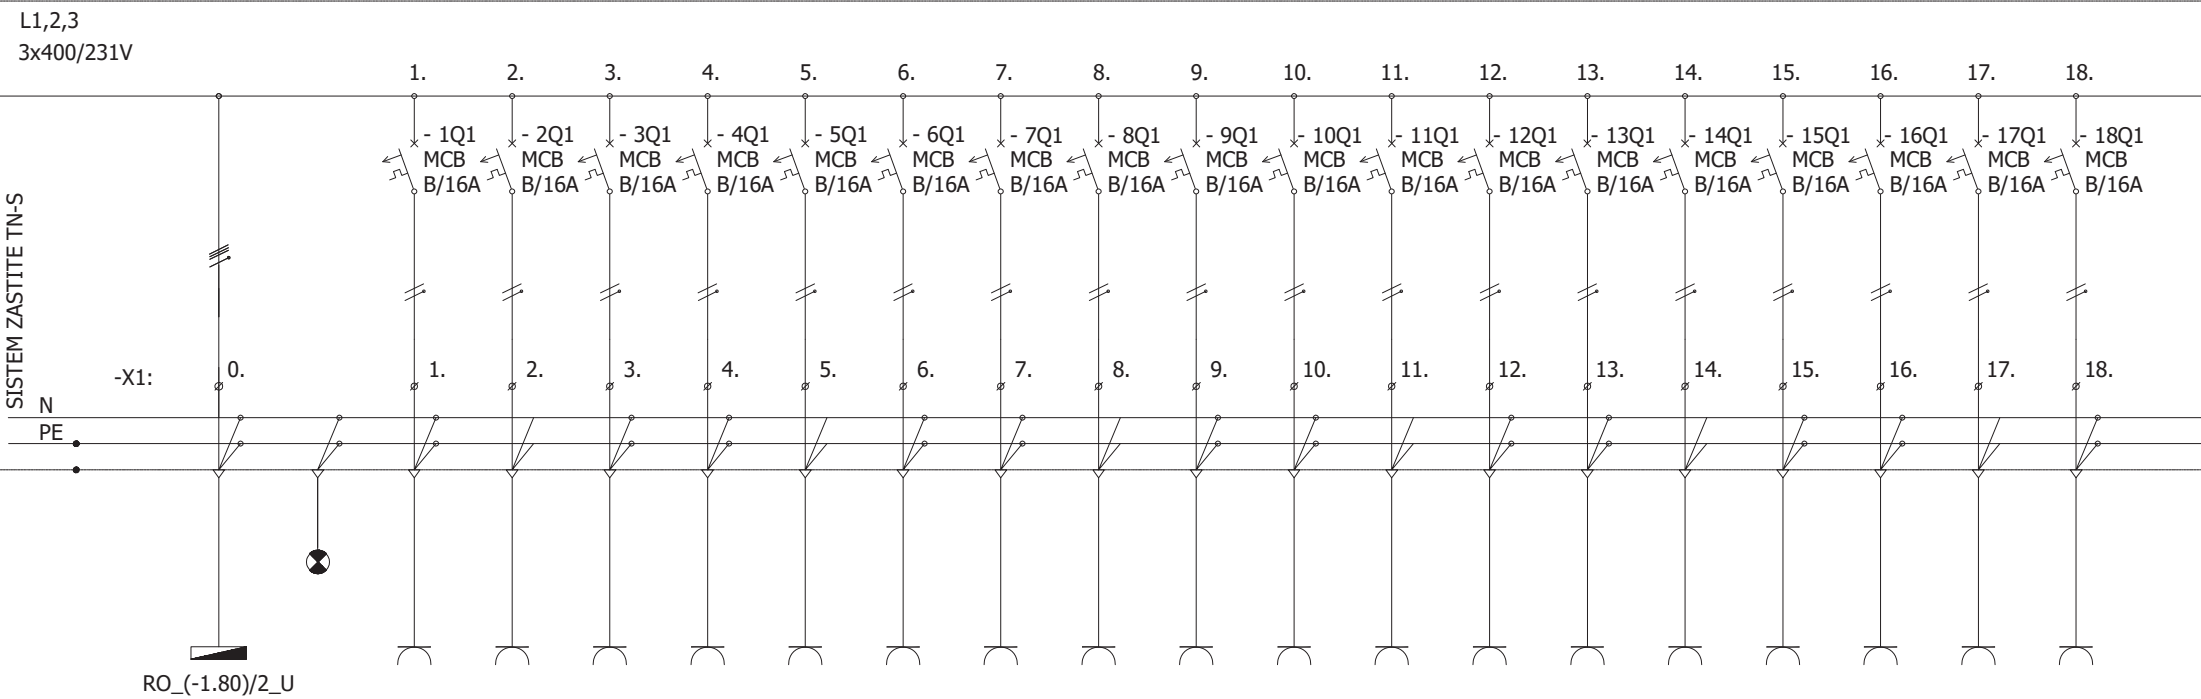 L1,2,3
3x400/231V
1. 2. 3. 4. 5. 6. 7. 8. 9. 10. 11. 12. 13. 14. 15. 16. 17. 18.
- 1Q1 - 2Q1 - 3Q1 - 4Q1 - 5Q1 - 6Q1 - 7Q1 - 8Q1 - 9Q1 - 10Q1 - 11Q1 - 12Q1 - 13Q1 - 14Q1 - 15Q1 - 16Q1 - 17Q1 - 18Q1
MCB MCB MCB MCB MCB MCB MCB MCB MCB MCB MCB MCB MCB MCB MCB MCB MCB MCB
B/16A B/16A B/16A B/16A B/16A B/16A B/16A B/16A B/16A B/16A B/16A B/16A B/16A B/16A B/16A B/16A B/16A B/16A
SISTEM ZASTITE TN-S
-X1: 0. 1. 2. 3. 4. 5. 6. 7. 8. 9. 10. 11. 12. 13. 14. 15. 16. 17. 18.
N
PE
RO_(-1.80)/2_U